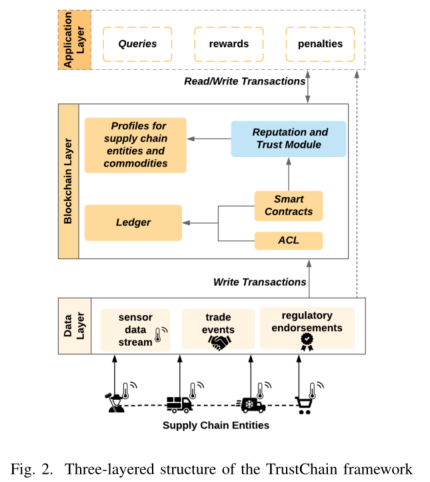 Application
Layer
Queries
rewards
penalties
Read/Write Transactions
Blockchain Layer
Profiles for
supply chain
entities and
commodities
Reputation and
Trust Module
Smart
Contracts
Ledger
ACL
Write Transactions
Data
Layer
sensor
data
stream
trade
events
regulatory
endorsements
Supply Chain Entities
Fig. 2. Three-layered structure of the TrustChain framework